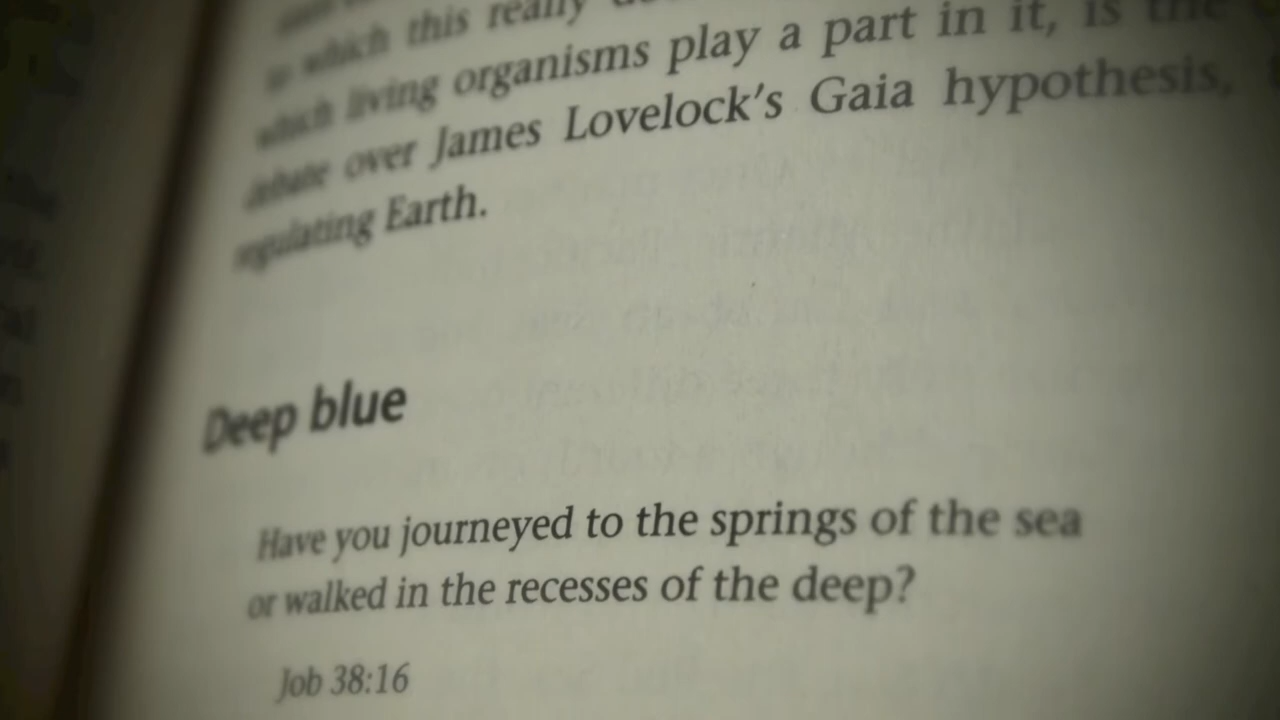 which this really
which living organisms play a part in it, is the
debate over James Lovelock's Gaia hypothesis,
regulating Earth.
Deep blue
Have you journeyed to the springs of the sea
or walked in the recesses of the deep?
Job 38:16